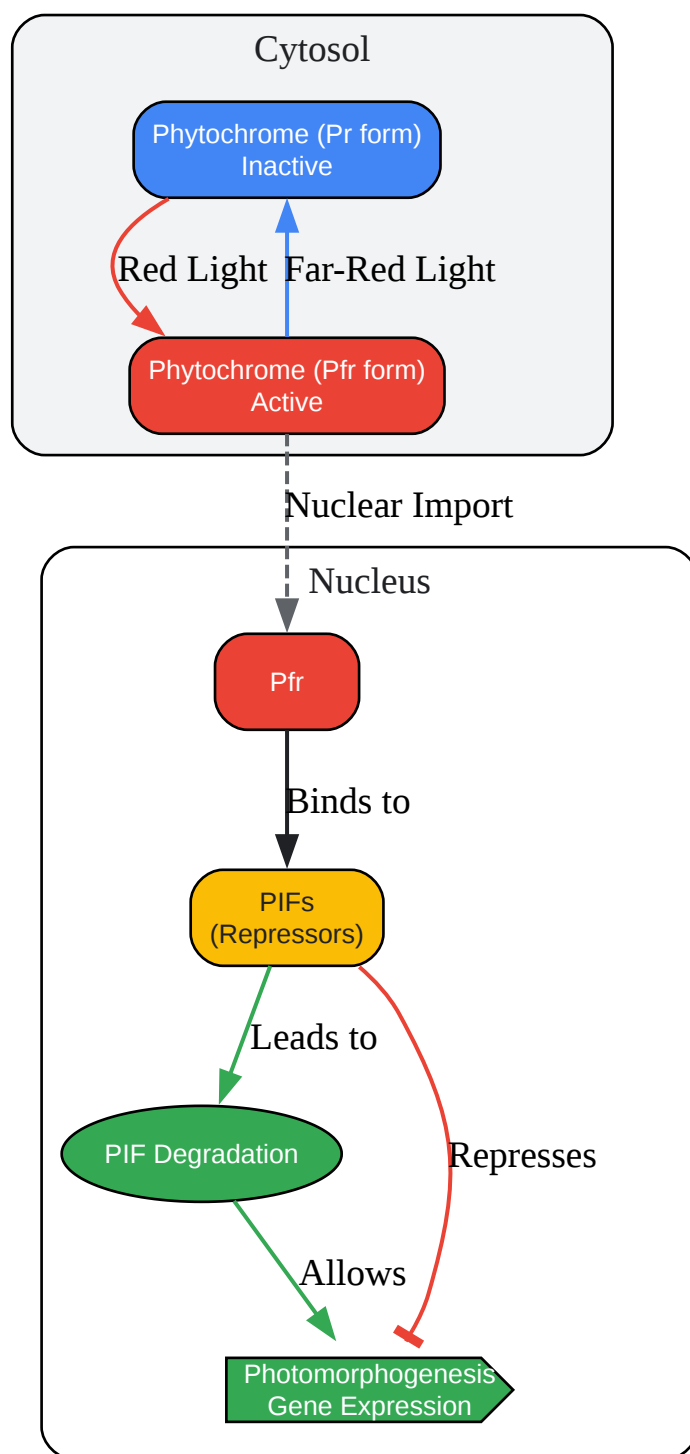 Cytosol
Phytochrome (Pr form)
Inactive
Red Light
Far-Red Light
Phytochrome (Pfr form)
Active
Nuclear Import
Nucleus
Pfr
Binds to
PIFs
(Repressors)
Leads to
PIF Degradation
Represses
Allows
Photomorphogenesis
Gene Expression